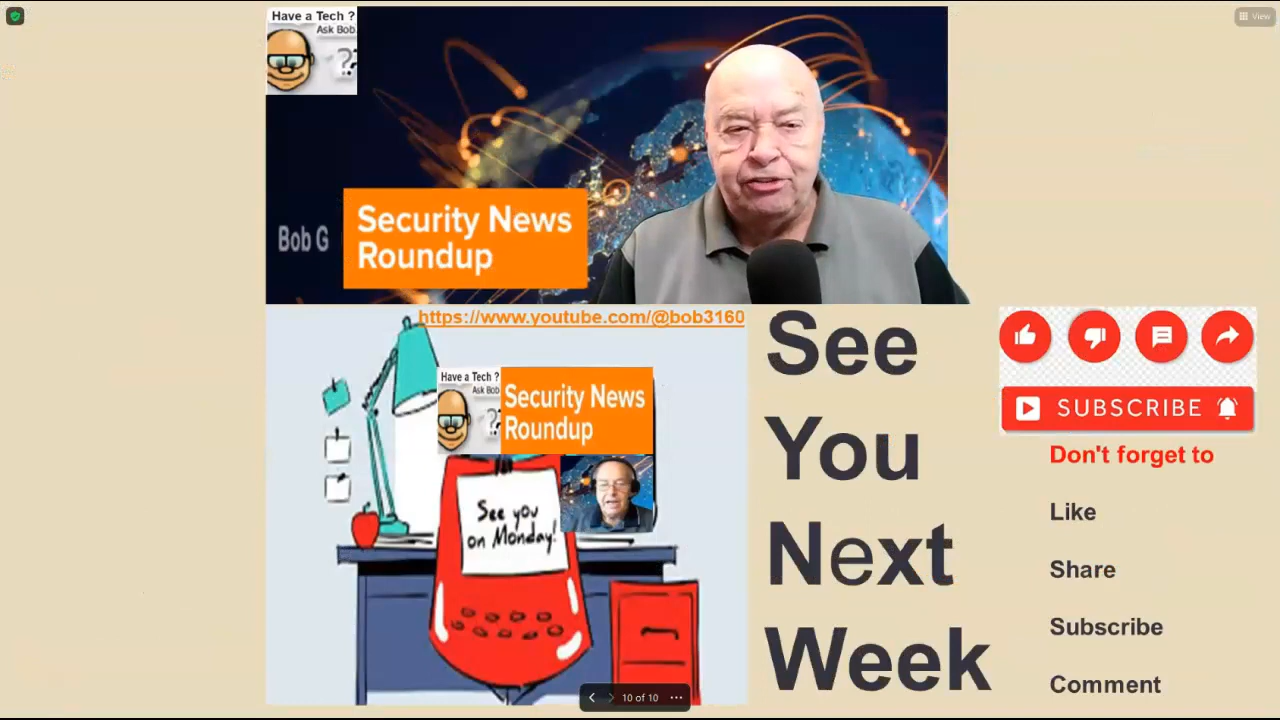 View
Have a Tech ?
Ask Bob.
??
Bob G
Security News
Roundup
https://www.youtube.com/@bob3160
Have a Tech ?
Ask Bob
??
Security News
Roundup
See you
on Monday!
See
You
Next
Week
SUBSCRIBE
Don't forget to
Like
Share
Subscribe
Comment
10 of 10